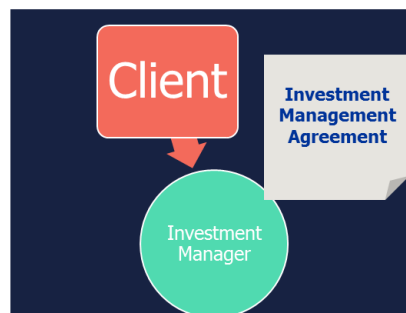 Client
Investment
Management
Agreement
Investment
Manager